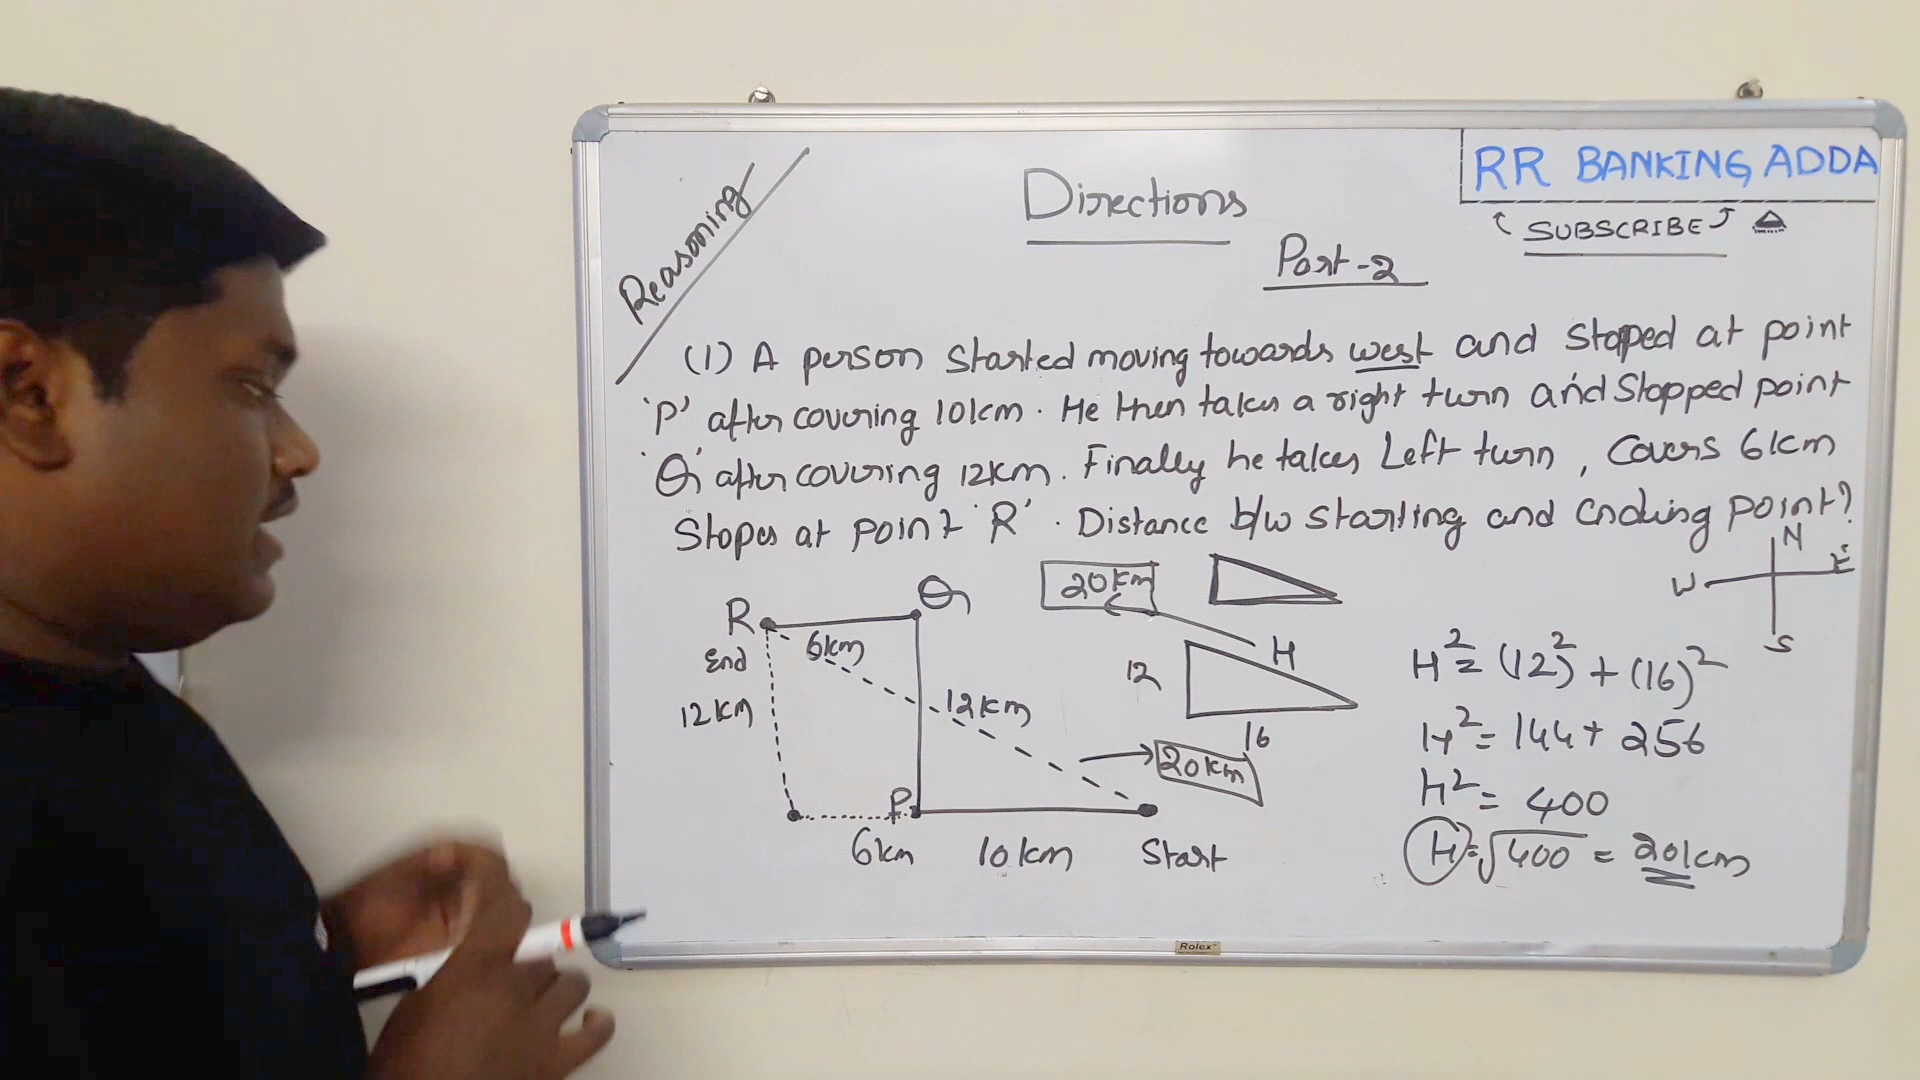 Reasoning
Directions
Part-2
RR BANKING ADDA
SUBSCRIBE
(1) A person started moving towards west and stoped at point
'P' after covering 10km. He then takes a right turn and Stopped point
'Q' after covering 12km. Finally he takes Left turn, Covers 6km
Stopes at point 'R'. Distance b/w starting and Ending point?
N
W E
S
R Q
End 6km
12km
12km
P
6km 10km Start
20km
20km
H
12
16
H² = (12)² + (16)²
H² = 144 + 256
H² = 400
H = √400 = 20km
Rolex